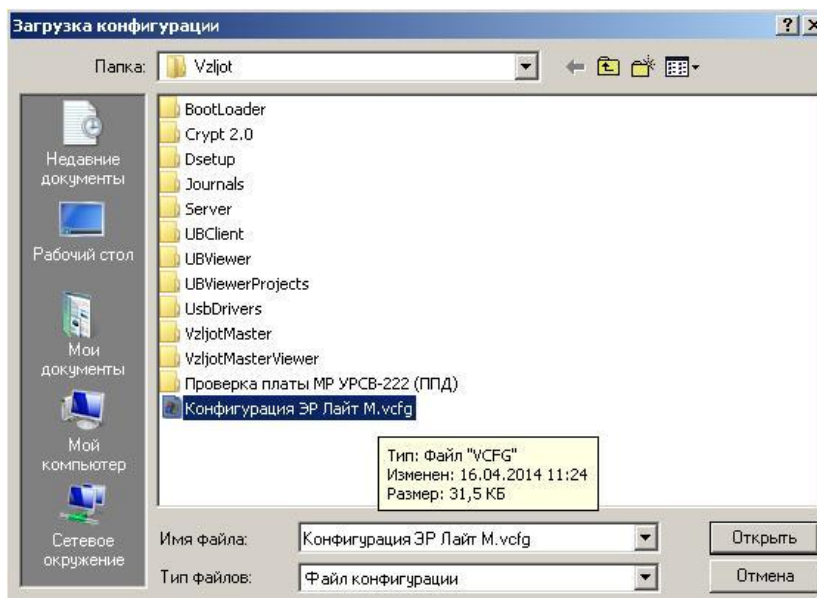 Загрузка конфигурации
Папка:
Vzljot
Недавние документы
Рабочий стол
Мои документы
Мой компьютер
Сетевое окружение
BootLoader
Crypt 2.0
Dsetup
Journals
Server
UBClient
UBViewer
UBViewerProjects
UsbDrivers
VzljotMaster
VzljotMasterViewer
Проверка платы МР УРСВ-222 (ППД)
Конфигурация ЭР Лайт М.vcfg
Тип: Файл "VCFG"
Изменен: 16.04.2014 11:24
Размер: 31,5 КБ
Имя файла:
Конфигурация ЭР Лайт М.vcfg
Открыть
Тип файлов:
Файл конфигурации
Отмена